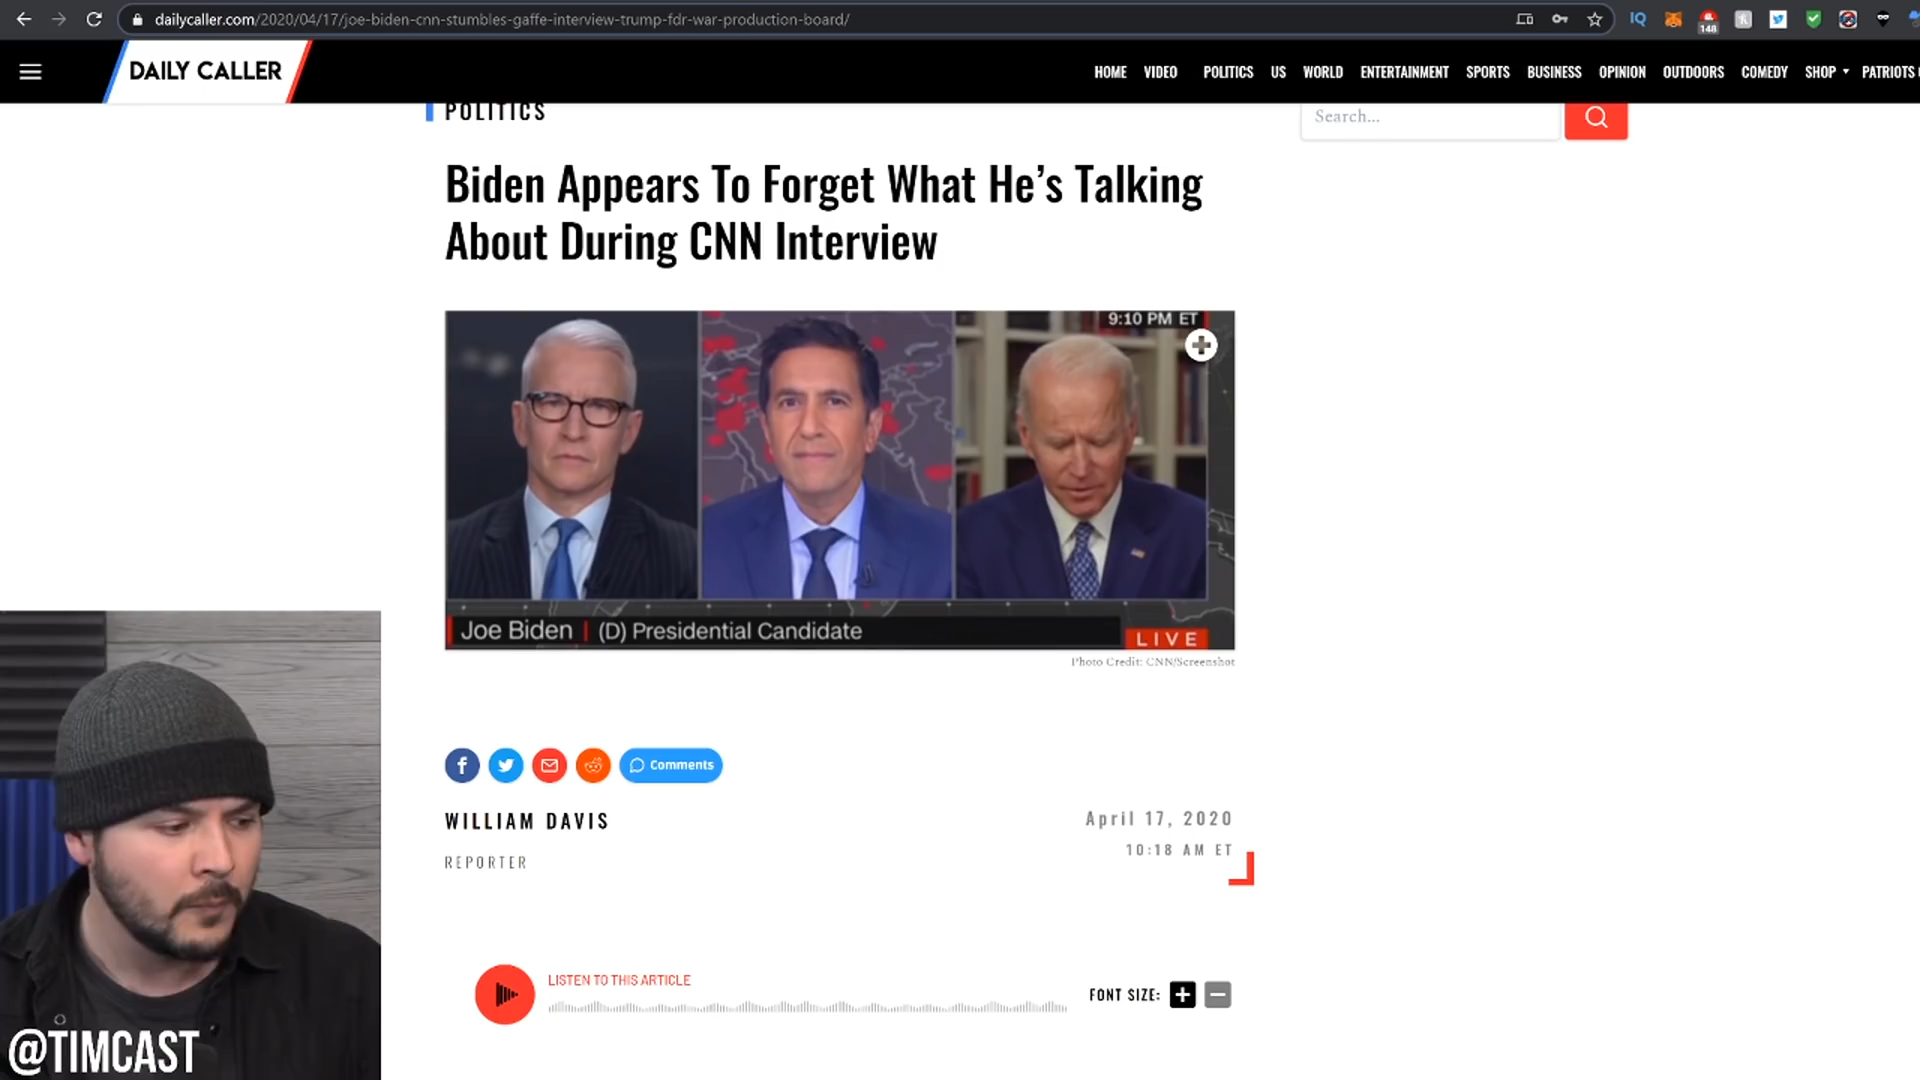 dailycaller.com/2020/04/17/joe-biden-cnn-stumbles-gaffe-interview-trump-fdr-war-production-board/
IQ
148
DAILY CALLER
HOME VIDEO POLITICS US WORLD ENTERTAINMENT SPORTS BUSINESS OPINION OUTDOORS COMEDY SHOP PATRIOTS
POLITICS
Search...
Biden Appears To Forget What He's Talking
About During CNN Interview
9:10 PM ET
Joe Biden | (D) Presidential Candidate
LIVE
Photo Credit: CNN/Screenshot
Comments
WILLIAM DAVIS
April 17, 2020
REPORTER
10:18 AM ET
LISTEN TO THIS ARTICLE
FONT SIZE:
@TIMCAST